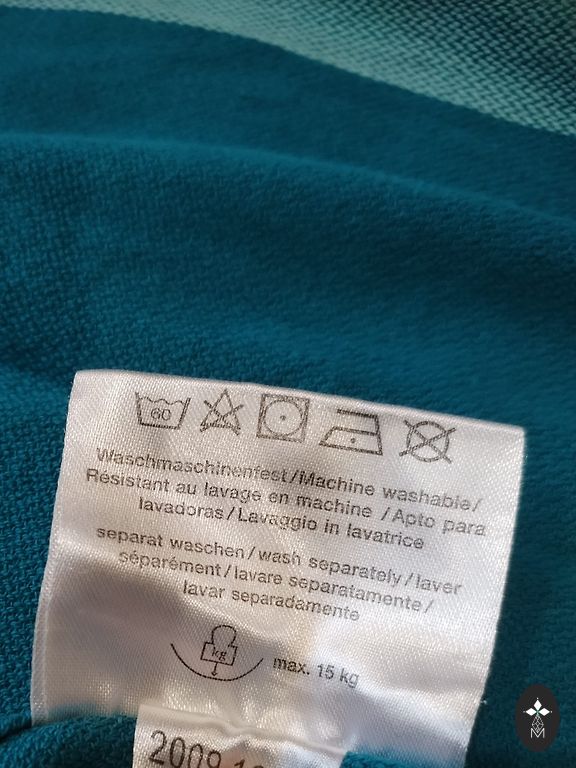 60
Waschmaschinenfest/Machine washable/
Résistant au lavage en machine /Apto para
lavadoras/Lavaggio in lavatrice
separat waschen/wash separately/laver
séparément/lavare separatamente/
lavar separadamente
kg max. 15 kg
2009
M